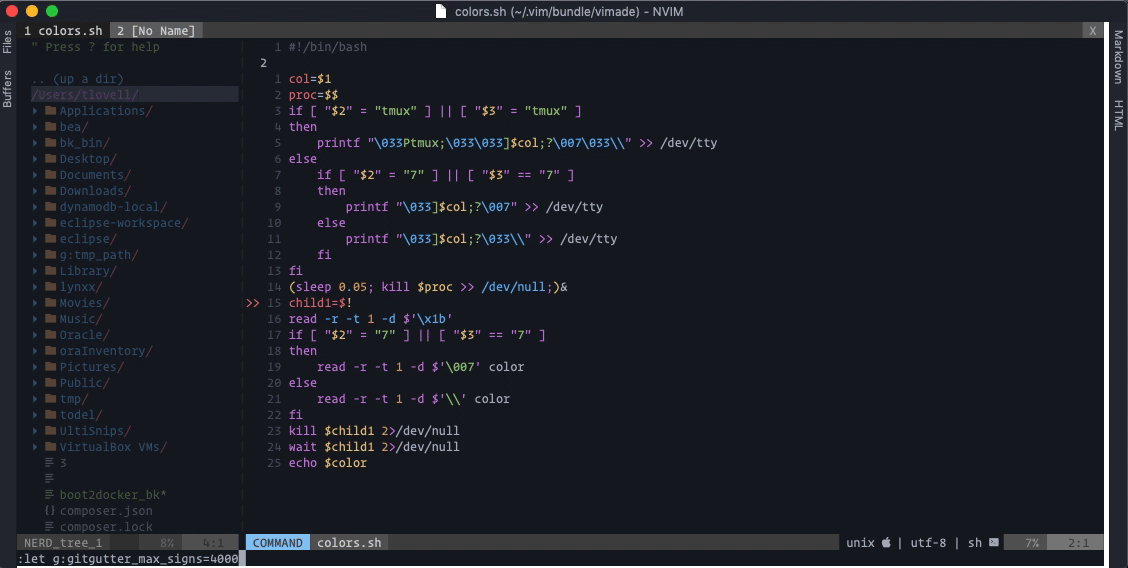 colors.sh (~/.vim/bundle/vimade) - NVIM
1 colors.sh 2 [No Name] X
Files
Buffers
" Press ? for help
.. (up a dir)
/Users/tlovell/
Applications/
bea/
bk_bin/
Desktop/
Documents/
Downloads/
dynamodb-local/
eclipse-workspace/
eclipse/
g:tmp_path/
Library/
lynxx/
Movies/
Music/
Oracle/
oraInventory/
Pictures/
Public/
tmp/
todel/
UltiSnips/
VirtualBox VMs/
3
boot2docker_bk*
{} composer.json
composer.lock
1 #!/bin/bash
2
1 col=$1
2 proc=$$
3 if [ "$2" = "tmux" ] || [ "$3" = "tmux" ]
4 then
5 printf "\033Ptmux;\033\033]$col;?\007\033\\" >> /dev/tty
6 else
7 if [ "$2" = "7" ] || [ "$3" == "7" ]
8 then
9 printf "\033]$col;?\007" >> /dev/tty
10 else
11 printf "\033]$col;?\033\\" >> /dev/tty
12 fi
13 fi
14 (sleep 0.05; kill $proc >> /dev/null;)&
>> 15 child1=$!
16 read -r -t 1 -d $'\x1b'
17 if [ "$2" = "7" ] || [ "$3" == "7" ]
18 then
19 read -r -t 1 -d $'\007' color
20 else
21 read -r -t 1 -d $'\\' color
22 fi
23 kill $child1 2>/dev/null
24 wait $child1 2>/dev/null
25 echo $color
Markdown
HTML
NERD_tree_1 8% 4:1
COMMAND colors.sh unix | utf-8 | sh 7% 2:1
:let g:gitgutter_max_signs=4000